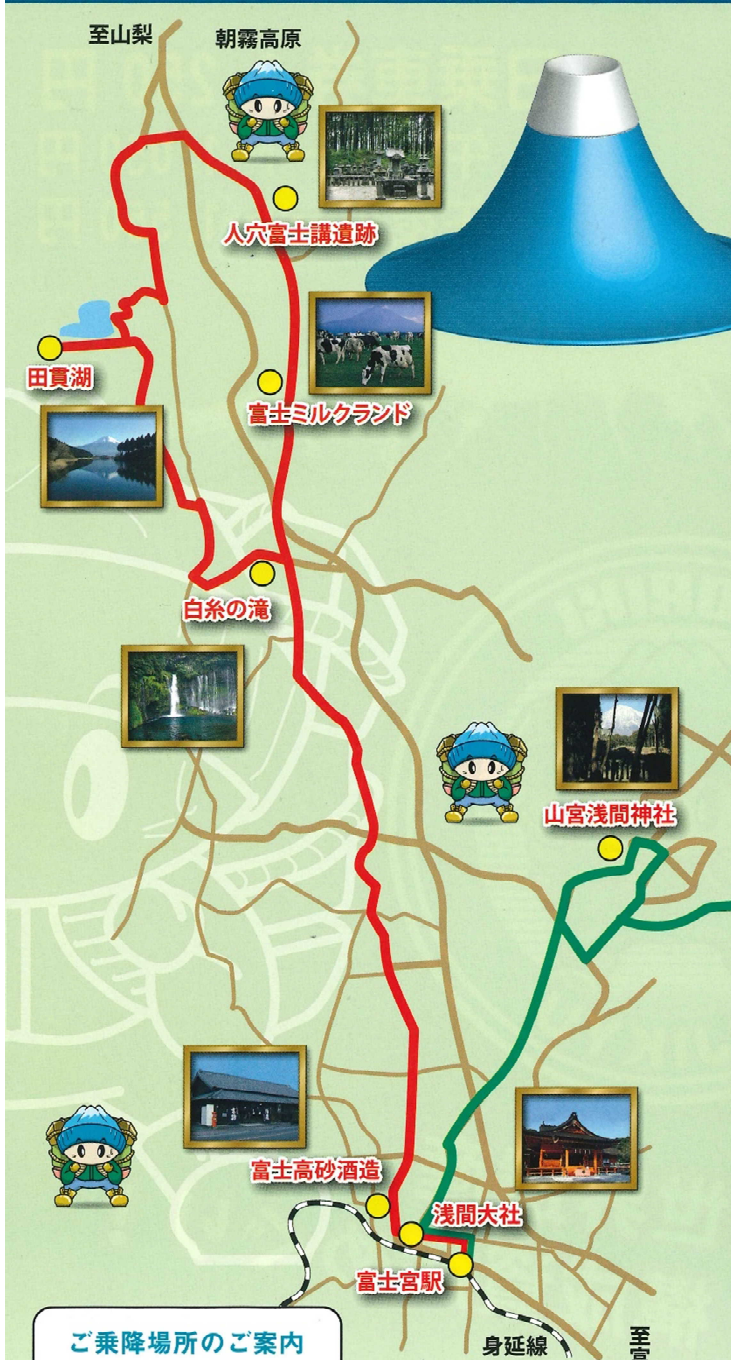 至山梨
朝霧高原
人穴富士講遺跡
田貫湖
富士ミルクランド
白糸の滝
山宮浅間神社
富士高砂酒造
浅間大社
富士宮駅
ご乗降場所のご案内
身延線
至富